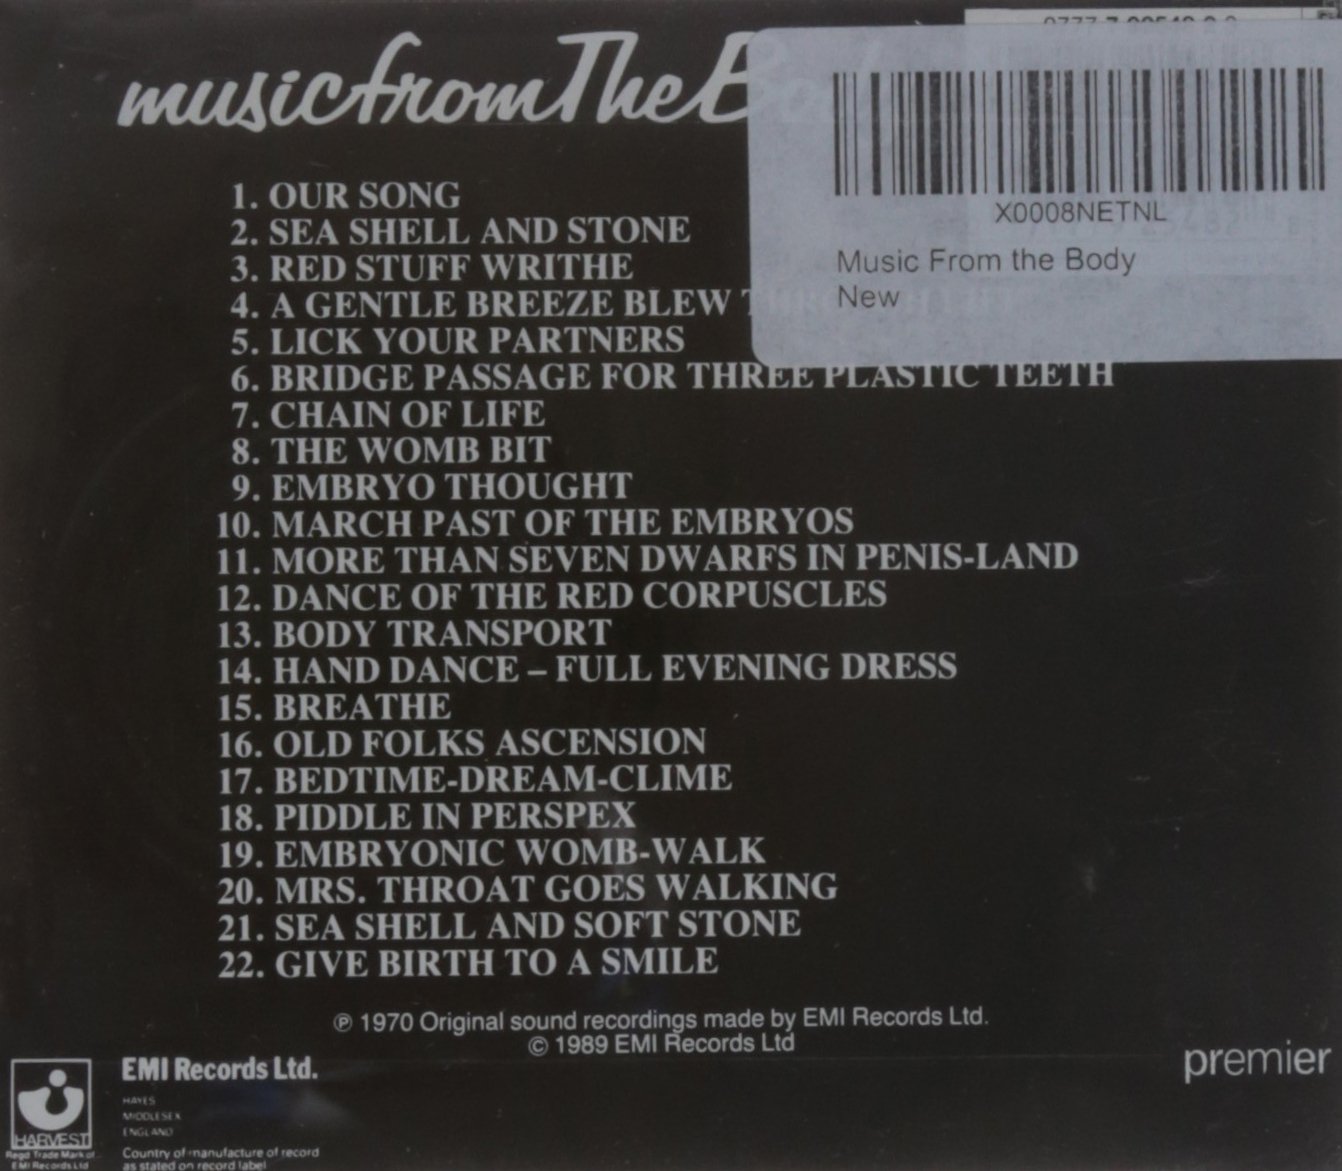 music from The
X0008NETNL
Music From the Body
New
1. OUR SONG
2. SEA SHELL AND STONE
3. RED STUFF WRITHE
4. A GENTLE BREEZE BLEW
5. LICK YOUR PARTNERS
6. BRIDGE PASSAGE FOR THREE PLASTIC TEETH
7. CHAIN OF LIFE
8. THE WOMB BIT
9. EMBRYO THOUGHT
10. MARCH PAST OF THE EMBRYOS
11. MORE THAN SEVEN DWARFS IN PENIS-LAND
12. DANCE OF THE RED CORPUSCLES
13. BODY TRANSPORT
14. HAND DANCE – FULL EVENING DRESS
15. BREATHE
16. OLD FOLKS ASCENSION
17. BEDTIME-DREAM-CLIME
18. PIDDLE IN PERSPEX
19. EMBRYONIC WOMB-WALK
20. MRS. THROAT GOES WALKING
21. SEA SHELL AND SOFT STONE
22. GIVE BIRTH TO A SMILE
℗ 1970 Original sound recordings made by EMI Records Ltd.
© 1989 EMI Records Ltd
premier
EMI Records Ltd.
HAYES
MIDDLESEX
ENGLAND
HARVEST
Regd Trade Mark of
EMI Records Ltd
Country of manufacture of record
as stated on record label